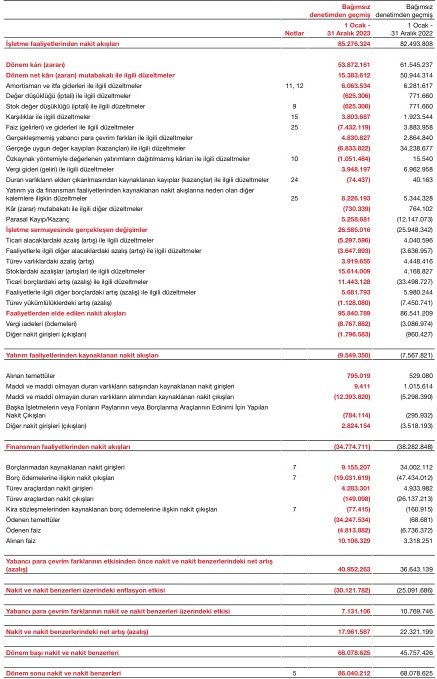 Bağımsız Bağımsız
denetimden geçmiş denetimden geçmiş
1 Ocak - 1 Ocak -
Notlar 31 Aralık 2023 31 Aralık 2022
İşletme faaliyetlerinden nakit akışları 85.276.324 82.493.808
Dönem kârı (zararı) 53.872.161 61.545.237
Dönem net kârı (zararı) mutabakatı ile ilgili düzeltmeler 15.383.612 50.944.314
Amortisman ve itfa giderleri ile ilgili düzeltmeler 11, 12 6.063.534 6.281.617
Değer düşüklüğü (iptali) ile ilgili düzeltmeler (625.306) 771.660
Stok değer düşüklüğü (iptali) ile ilgili düzeltmeler 9 (625.306) 771.660
Karşılıklar ile ilgili düzeltmeler 15 3.803.687 1.923.544
Faiz (gelirleri) ve giderleri ile ilgili düzeltmeler 25 (7.432.119) 3.883.958
Gerçekleşmemiş yabancı para çevrim farkları ile ilgili düzeltmeler 4.830.827 2.864.840
Gerçeğe uygun değer kayıpları (kazançları) ile ilgili düzeltmeler (6.833.822) 34.238.677
Özkaynak yöntemiyle değerlenen yatırımların dağıtılmamış kârları ile ilgili düzeltmeler 10 (1.051.484) 15.540
Vergi gideri (geliri) ile ilgili düzeltmeler 3.948.197 6.962.958
Duran varlıkların elden çıkarılmasından kaynaklanan kayıplar (kazançlar) ile ilgili düzeltmeler 24 (74.437) 40.163
Yatırım ya da finansman faaliyetlerinden kaynaklanan nakit akışlarına neden olan diğer
kalemlere ilişkin düzeltmeler 25 8.226.193 5.344.328
Kâr (zarar) mutabakatı ile ilgili diğer düzeltmeler (730.339) 764.102
Parasal Kayıp/Kazanç 5.258.681 (12.147.073)
İşletme sermayesinde gerçekleşen değişimler 26.585.016 (25.948.342)
Ticari alacaklardaki azalış (artış) ile ilgili düzeltmeler (5.297.596) 4.040.596
Faaliyetlerle ilgili diğer alacaklardaki azalış (artış) ile ilgili düzeltmeler (3.647.893) (3.636.957)
Türev varlıklardaki azalış (artış) 3.919.655 4.448.416
Stoklardaki azalışlar (artışlar) ile ilgili düzeltmeler 15.614.009 4.168.827
Ticari borçlardaki artış (azalış) ile ilgili düzeltmeler 11.443.128 (33.498.727)
Faaliyetlerle ilgili diğer borçlardaki artış (azalış) ile ilgili düzeltmeler 5.681.793 5.980.244
Türev yükümlülüklerdeki artış (azalış) (1.128.080) (7.450.741)
Faaliyetlerden elde edilen nakit akışları 95.840.789 86.541.209
Vergi iadeleri (ödemeleri) (8.767.882) (3.086.974)
Diğer nakit girişleri (çıkışları) (1.796.583) (960.427)
Yatırım faaliyetlerinden kaynaklanan nakit akışları (9.549.350) (7.567.821)
Alınan temettüler 795.019 529.080
Maddi ve maddi olmayan duran varlıkların satışından kaynaklanan nakit girişleri 9.411 1.015.614
Maddi ve maddi olmayan duran varlıkların alımından kaynaklanan nakit çıkışları (12.393.820) (5.298.390)
Başka İşletmelerin veya Fonların Paylarının veya Borçlanma Araçlarının Edinimi İçin Yapılan
Nakit Çıkışları (784.114) (295.932)
Diğer nakit girişleri (çıkışları) 2.824.154 (3.518.193)
Finansman faaliyetlerinden nakit akışları (34.774.711) (38.282.848)
Borçlanmadan kaynaklanan nakit girişleri 7 9.155.207 34.002.112
Borç ödemelerine ilişkin nakit çıkışları 7 (19.031.619) (47.434.012)
Türev araçlardan nakit girişleri 4.283.301 4.933.982
Türev araçlardan nakit çıkışları (149.098) (26.137.213)
Kira sözleşmelerinden kaynaklanan borç ödemelerine ilişkin nakit çıkışları 7 (77.415) (160.915)
Ödenen temettüler (34.247.534) (68.681)
Ödenen faiz (4.813.882) (6.736.372)
Alınan faiz 10.106.329 3.318.251
Yabancı para çevrim farklarının etkisinden önce nakit ve nakit benzerlerindeki net artış
(azalış) 40.952.263 36.643.139
Nakit ve nakit benzerleri üzerindeki enflasyon etkisi (30.121.782) (25.091.686)
Yabancı para çevrim farklarının nakit ve nakit benzerleri üzerindeki etkisi 7.131.106 10.769.746
Nakit ve nakit benzerlerindeki net artış (azalış) 17.961.587 22.321.199
Dönem başı nakit ve nakit benzerleri 68.078.625 45.757.426
Dönem sonu nakit ve nakit benzerleri 5 86.040.212 68.078.625